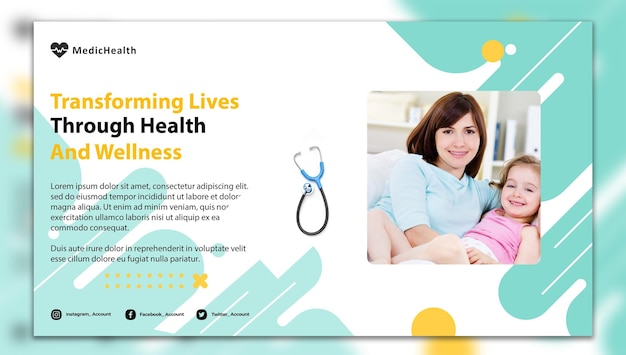 MedicHealth
Transforming Lives
Through Health
And Wellness
Lorem ipsum dolor sit amet, consectetur
adipiscing elit, sed do eiusmod tempor
incididunt ut labore et dolore magna aliqua.
Ut enim ad minim veniam, quis nostrud
exercitation ullamco laboris nisi ut aliquip ex ea
commodo consequat.
Duis aute irure dolor in reprehenderit in
voluptate velit esse cillum dolore eu fugiat nulla
pariatur.
Instagram_Account
Facebook_Account
Twitter_Account